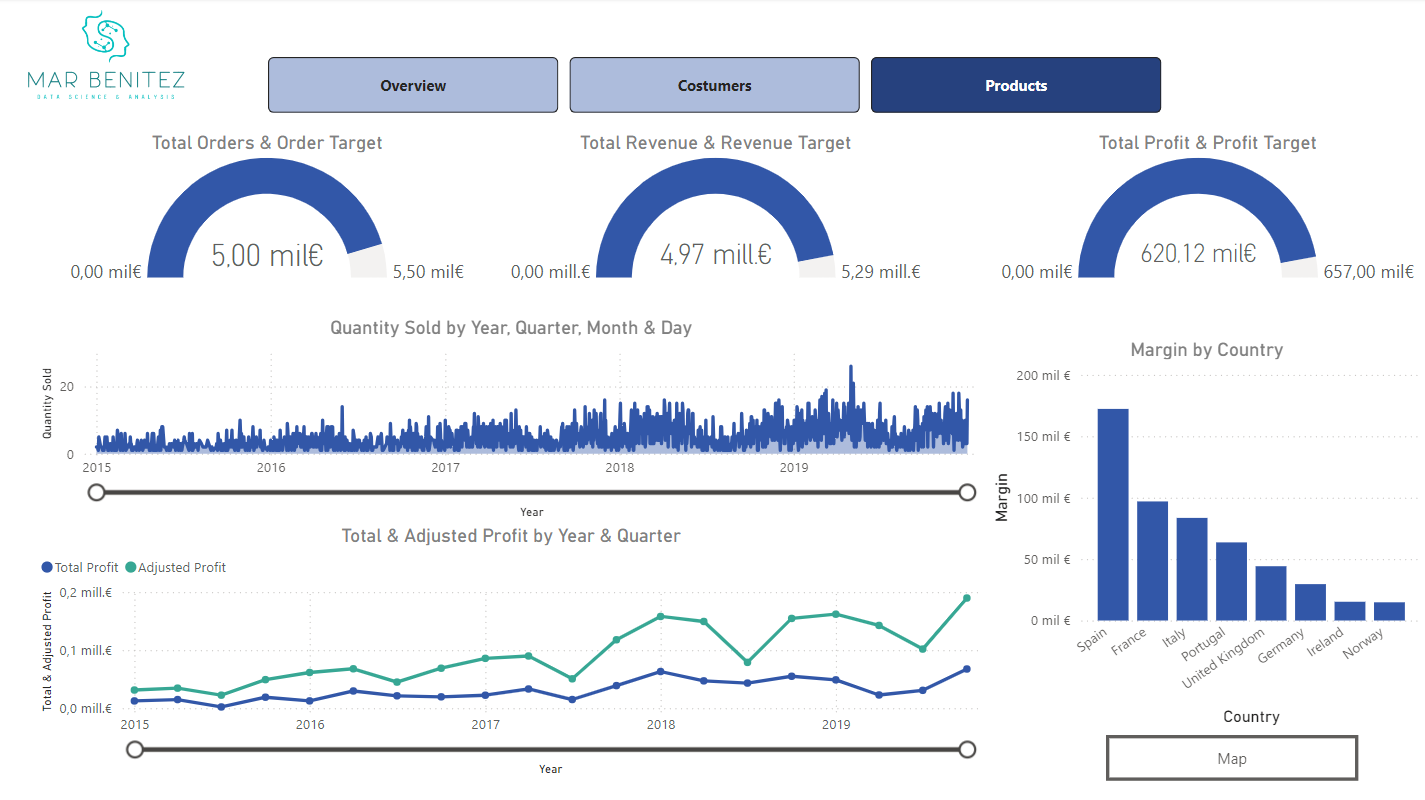 MAR BENITEZ
DATA SCIENCE & ANALYSIS
Overview
Costumers
Products
Total Orders & Order Target
5,00 mil€
0,00 mil€
5,50 mil€
Total Revenue & Revenue Target
4,97 mill.€
0,00 mill.€
5,29 mill.€
Total Profit & Profit Target
620,12 mil€
0,00 mil€
657,00 mil€
Quantity Sold by Year, Quarter, Month & Day
Quantity Sold
20
0
2015
2016
2017
2018
2019
Year
Total & Adjusted Profit by Year & Quarter
Total Profit
Adjusted Profit
Total & Adjusted Profit
0,2 mill.€
0,1 mill.€
0,0 mill.€
2015
2016
2017
2018
2019
Year
Margin by Country
Margin
200 mil €
150 mil €
100 mil €
50 mil €
0 mil €
Spain
France
Italy
Portugal
United Kingdom
Germany
Ireland
Norway
Country
Map